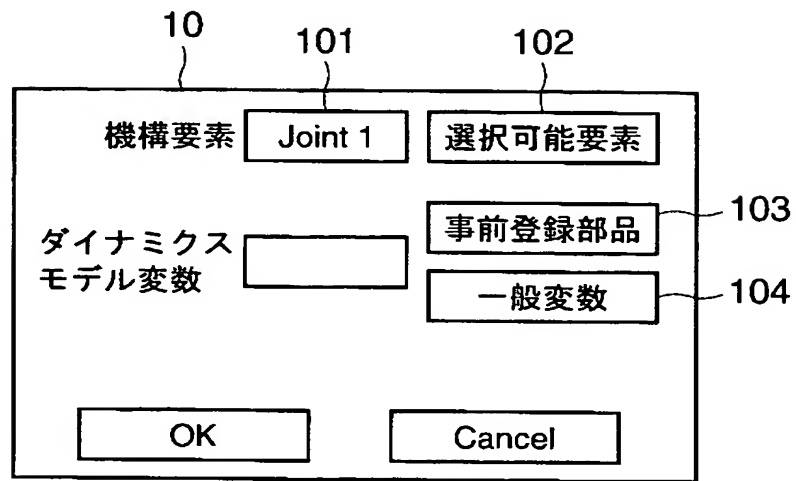 10
101
102
機構要素 Joint 1 選択可能要素
事前登録部品
103
ダイナミクス
モデル変数
一般変数
104
OK Cancel